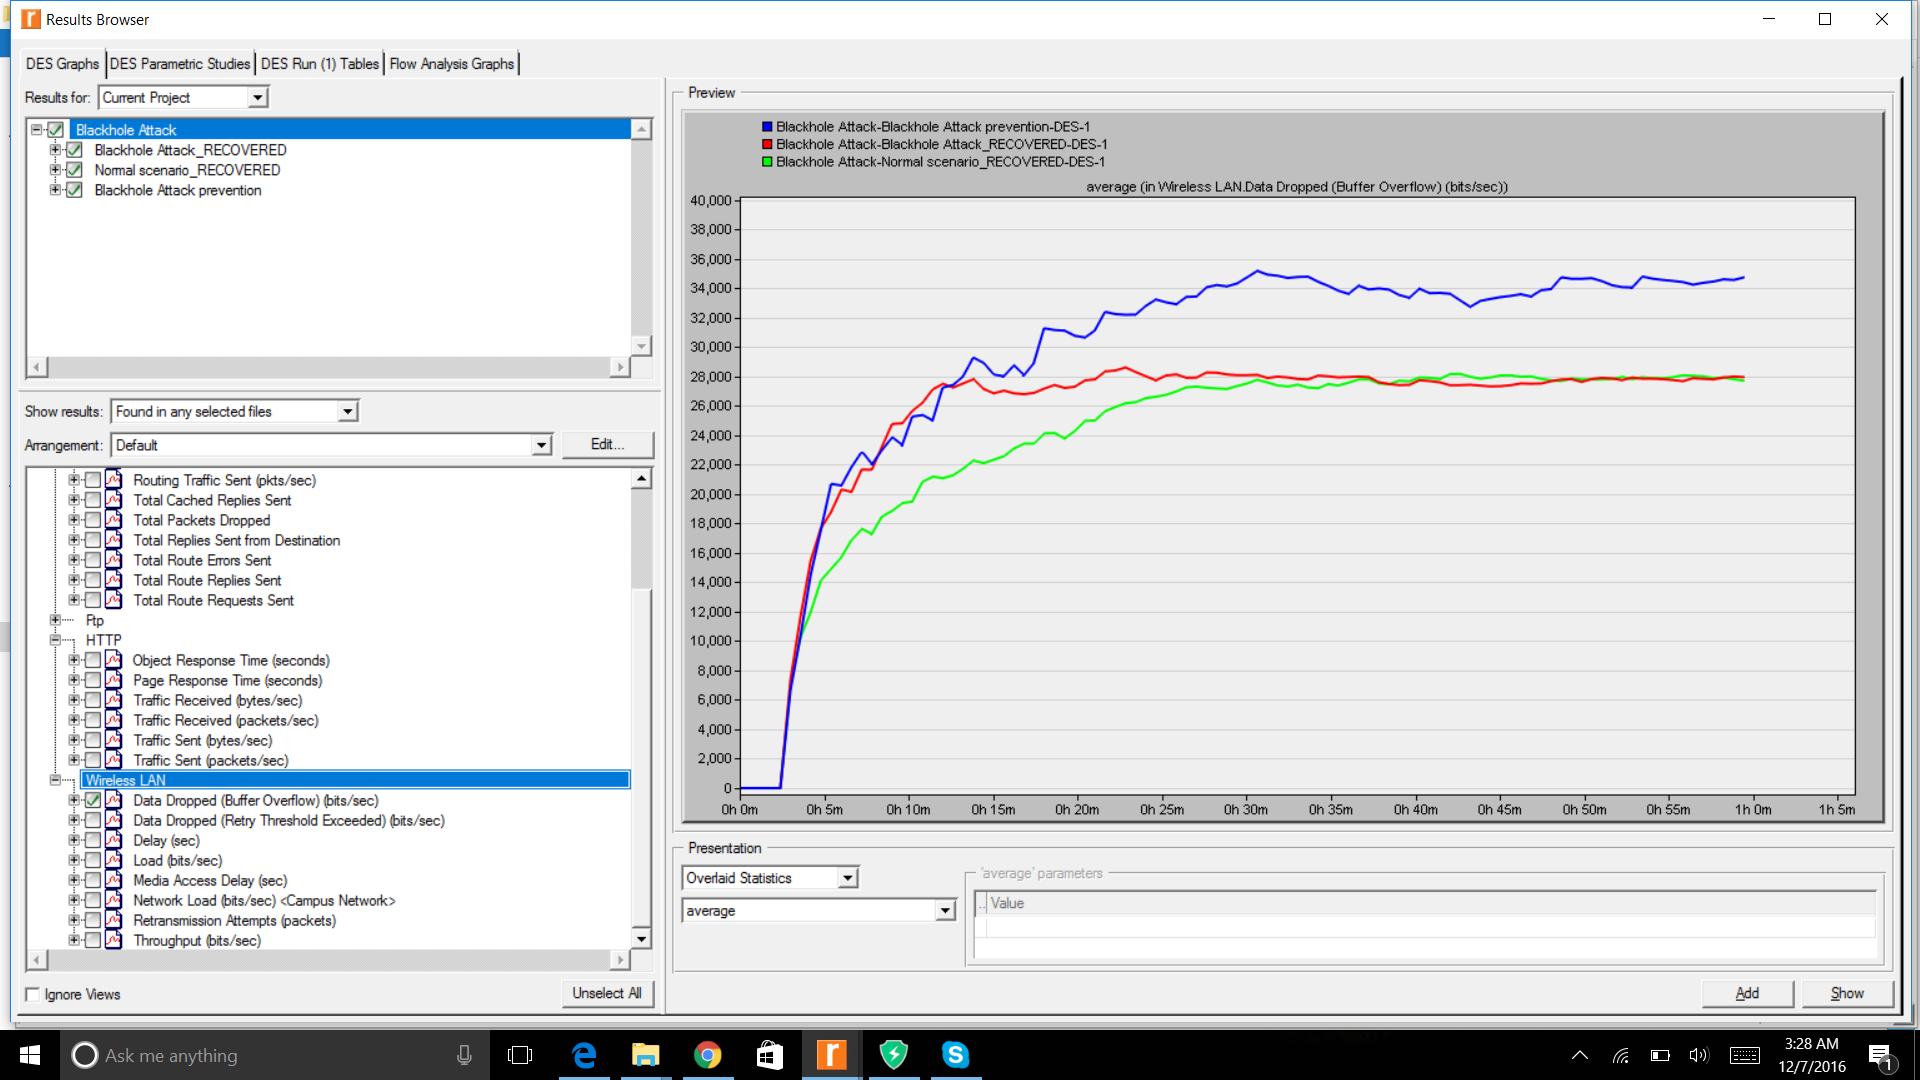 Results Browser
DES Graphs DES Parametric Studies DES Run (1) Tables Flow Analysis Graphs
Results for: Current Project
Blackhole Attack
Blackhole Attack_RECOVERED
Normal scenario_RECOVERED
Blackhole Attack prevention
Show results: Found in any selected files
Arrangement: Default Edit...
Routing Traffic Sent (pkts/sec)
Total Cached Replies Sent
Total Packets Dropped
Total Replies Sent from Destination
Total Route Errors Sent
Total Route Replies Sent
Total Route Requests Sent
Ftp
HTTP
Object Response Time (seconds)
Page Response Time (seconds)
Traffic Received (bytes/sec)
Traffic Received (packets/sec)
Traffic Sent (bytes/sec)
Traffic Sent (packets/sec)
Wireless LAN
Data Dropped (Buffer Overflow) (bits/sec)
Data Dropped (Retry Threshold Exceeded) (bits/sec)
Delay (sec)
Load (bits/sec)
Media Access Delay (sec)
Network Load (bits/sec) <Campus Network>
Retransmission Attempts (packets)
Throughput (bits/sec)
Ignore Views Unselect All
Preview
Blackhole Attack-Blackhole Attack prevention-DES-1
Blackhole Attack-Blackhole Attack_RECOVERED-DES-1
Blackhole Attack-Normal scenario_RECOVERED-DES-1
average (in Wireless LAN.Data Dropped (Buffer Overflow) (bits/sec))
40,000
38,000
36,000
34,000
32,000
30,000
28,000
26,000
24,000
22,000
20,000
18,000
16,000
14,000
12,000
10,000
8,000
6,000
4,000
2,000
0
0h 0m 0h 5m 0h 10m 0h 15m 0h 20m 0h 25m 0h 30m 0h 35m 0h 40m 0h 45m 0h 50m 0h 55m 1h 0m 1h 5m
Presentation
Overlaid Statistics
average
'average' parameters
.. Value
Add Show
Ask me anything
3:28 AM
12/7/2016
1